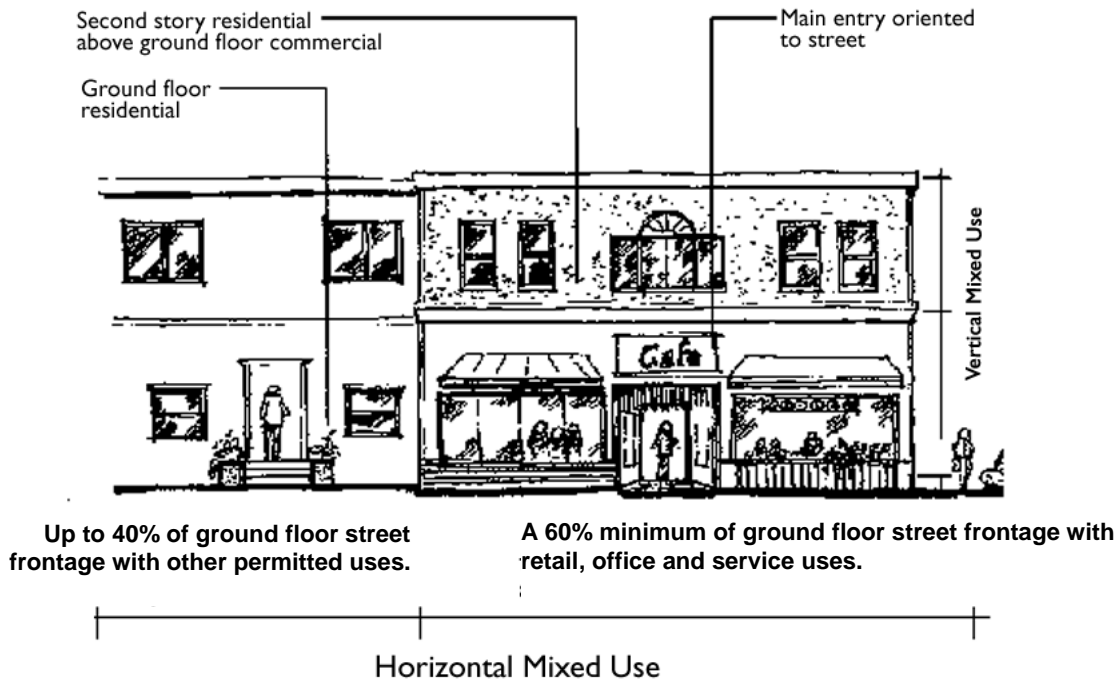 Second story residential
above ground floor commercial
Main entry oriented
to street
Ground floor
residential
Vertical Mixed Use
Cafe
Up to 40% of ground floor street
frontage with other permitted uses.
A 60% minimum of ground floor street frontage with
retail, office and service uses.
Horizontal Mixed Use